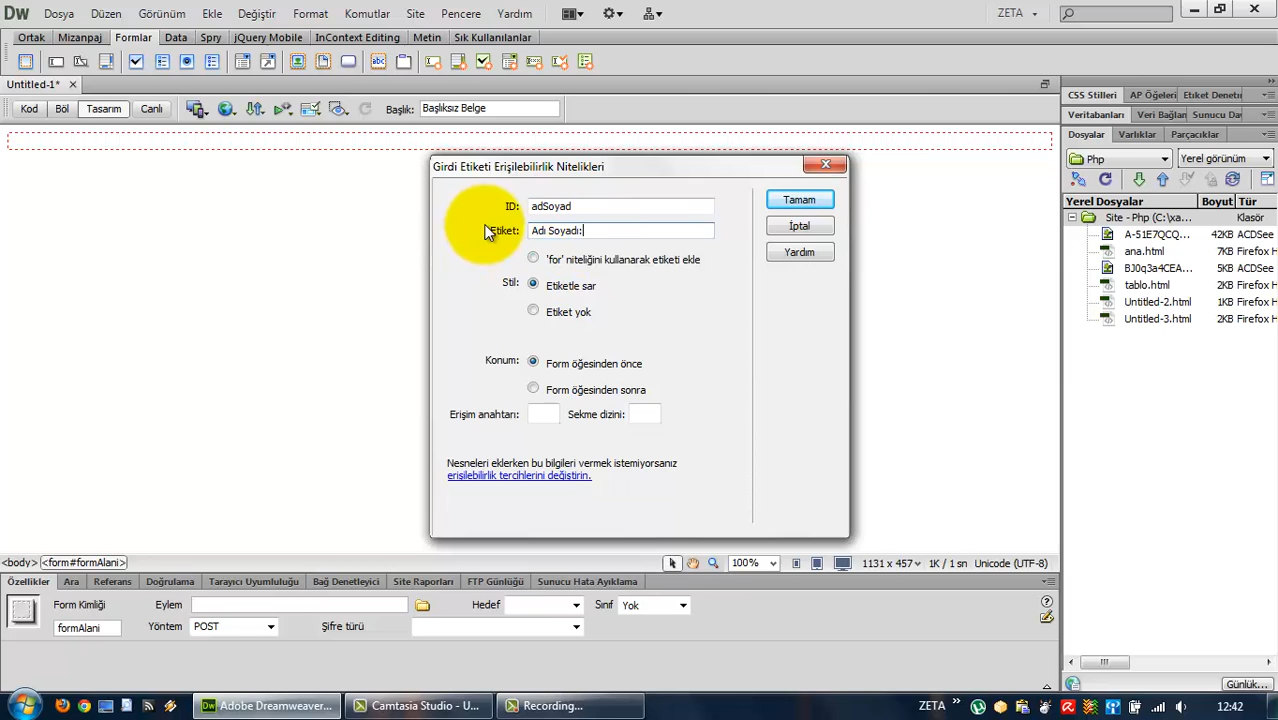 Dw Dosya Düzen Görünüm Ekle Değiştir Format Komutlar Site Pencere Yardım ZETA
Ortak Mizanpaj Formlar Data Spry jQuery Mobile InContext Editing Metin Sık Kullanılanlar
Untitled-1*
Kod Böl Tasarım Canlı Başlık: Başlıksız Belge
CSS Stilleri AP Öğeleri Etiket Denetin
Veritabanları Veri Bağlan Sunucu Da
Dosyalar Varlıklar Parçacıklar
Php Yerel görünüm
Yerel Dosyalar Boyut Tür
Site - Php (C:\xa... Klasör
A-51E7QCQ... 42KB ACDSee
ana.html 7KB Firefox H
BJ0q3a4CEA... 2KB ACDSee
tablo.html 2KB Firefox H
Untitled-2.html 1KB Firefox H
Untitled-3.html 2KB Firefox H
Girdi Etiketi Erişilebilirlik Nitelikleri
ID: adSoyad
Tamam
Etiket: Adı Soyadı:
İptal
'for' niteliğini kullanarak etiketi ekle
Yardım
Stil: Etiketle sar
Etiket yok
Konum: Form öğesinden önce
Form öğesinden sonra
Erişim anahtarı: Sekme dizini:
Nesneleri eklerken bu bilgileri vermek istemiyorsanız
erişilebilirlik tercihlerini değiştirin.
<body> <form#formAlani> 100% 1131 x 457 1K / 1 sn Unicode (UTF-8)
Özellikler Ara Referans Doğrulama Tarayıcı Uyumluluğu Bağ Denetleyici Site Raporları FTP Günlüğü Sunucu Hata Ayıklama
Form Kimliği Eylem Hedef Sınıf Yok
formAlani Yöntem POST Şifre türü
Günlük...
Adobe Dreamweaver... Camtasia Studio - U... Recording... ZETA 12:42